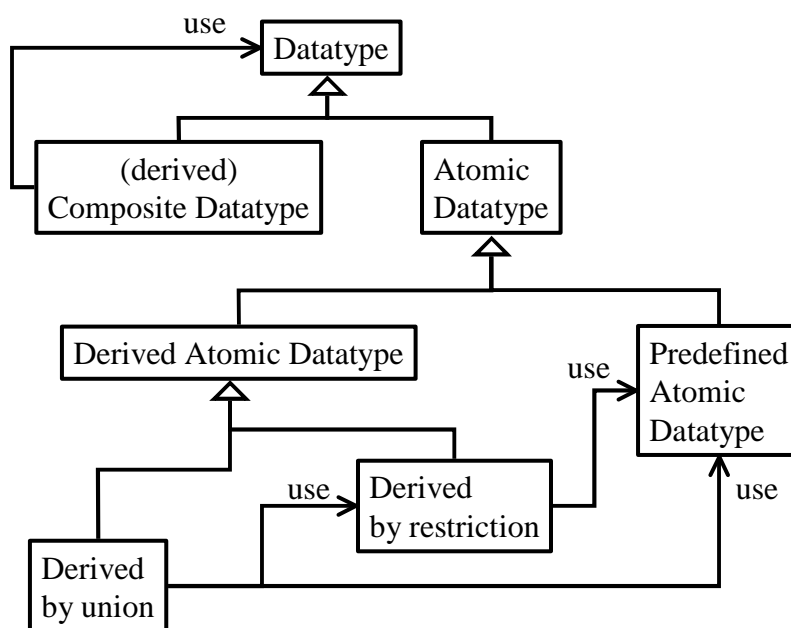 use
Datatype
(derived)
Composite Datatype
Atomic
Datatype
Derived Atomic Datatype
Predefined
Atomic
Datatype
use
use
Derived
by restriction
use
Derived
by union